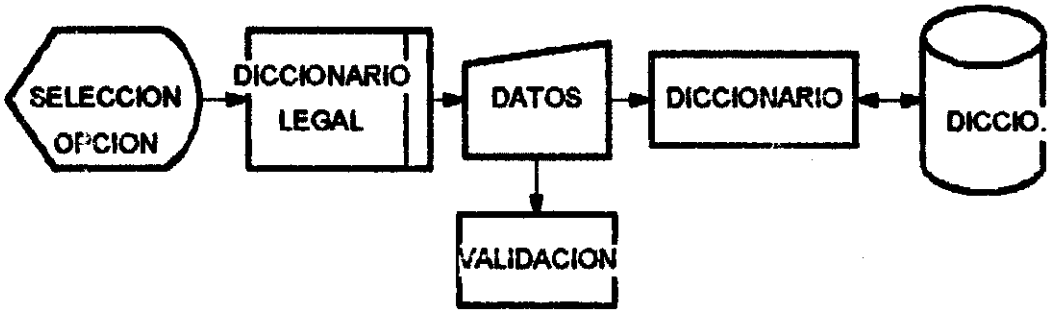 SELECCION
OPCION
DICCIONARIO
LEGAL
DATOS
DICCIONARIO
DICCIO.
VALIDACION